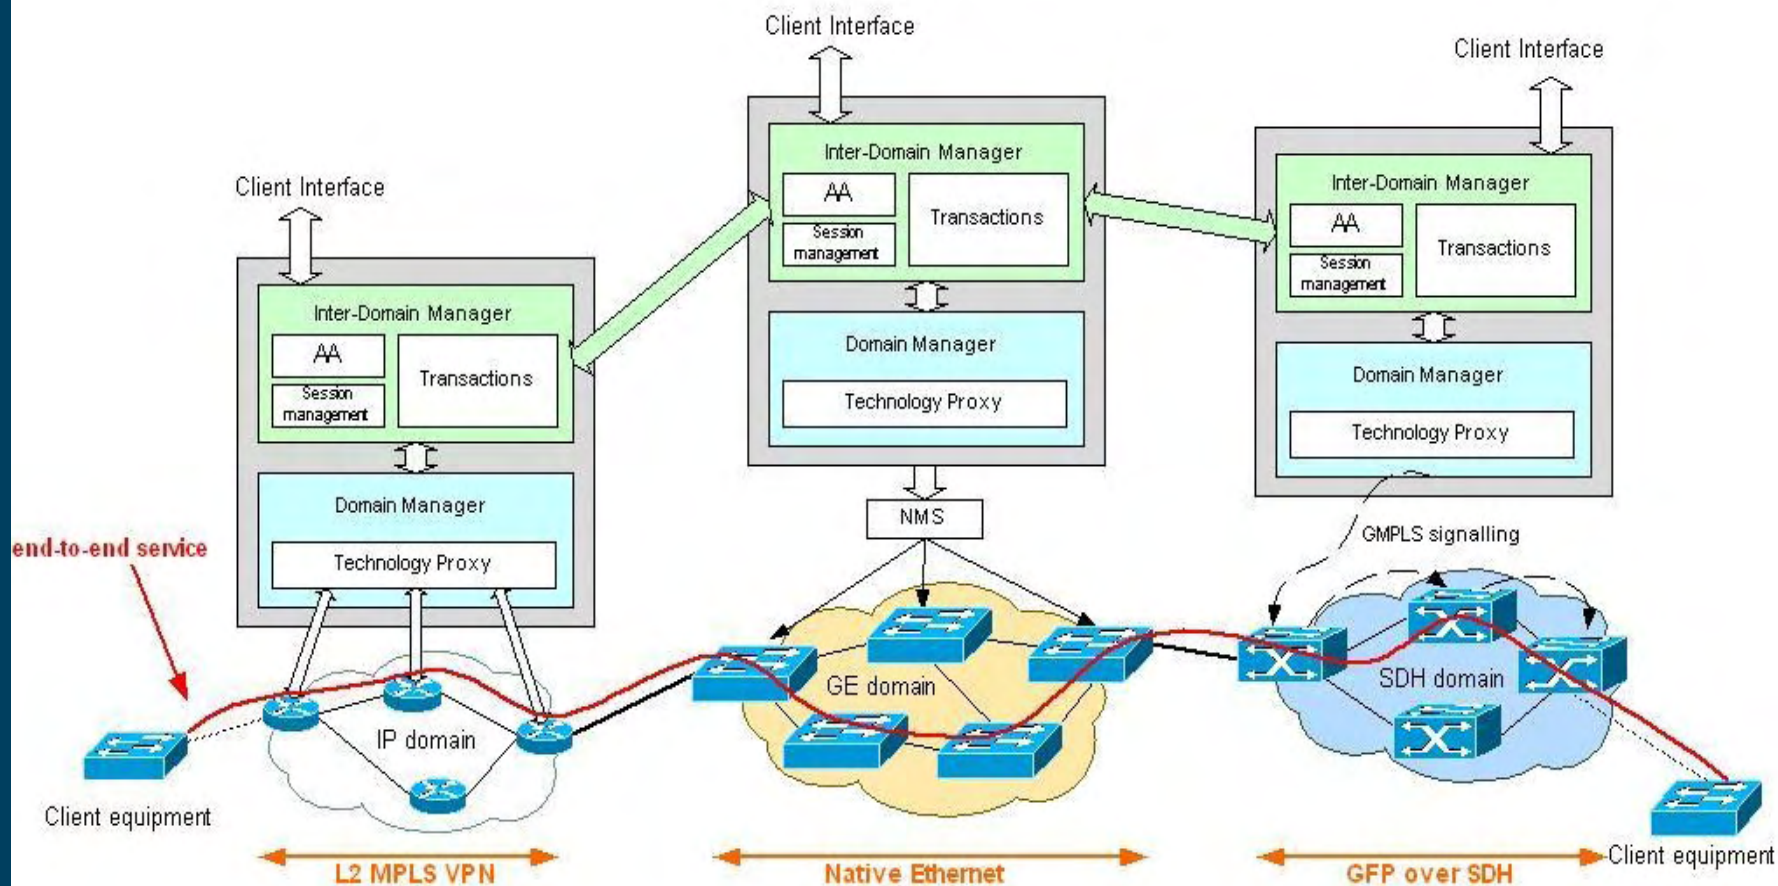 Client Interface
Client Interface
Client Interface
Inter-Domain Manager
AA
Session
management
Transactions
Domain Manager
Technology Proxy
Inter-Domain Manager
AA
Session
management
Transactions
Domain Manager
Technology Proxy
Inter-Domain Manager
AA
Session
management
Transactions
Domain Manager
Technology Proxy
NMS
GMPLS signalling
end-to-end service
IP domain
GE domain
SDH domain
Client equipment
Client equipment
L2 MPLS VPN
Native Ethernet
GFP over SDH